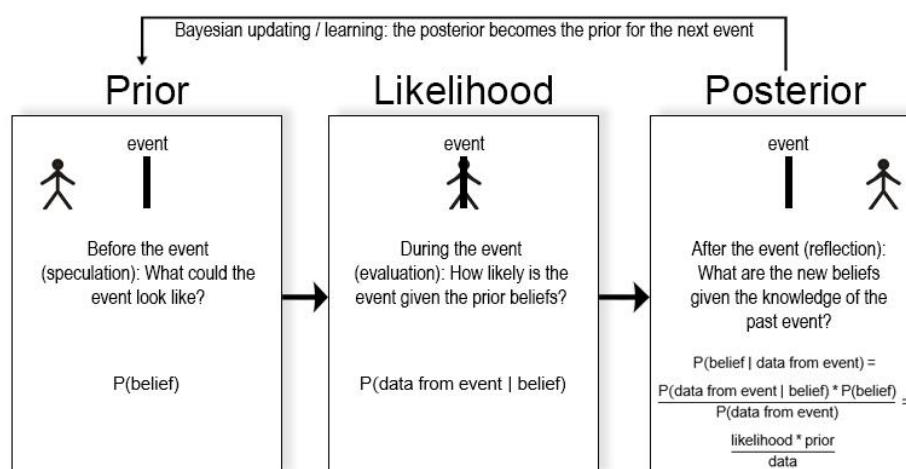 Bayesian updating / learning: the posterior becomes the prior for the next event
Prior
event
Before the event
(speculation): What could the
event look like?
P(belief)
Likelihood
event
During the event
(evaluation): How likely is the
event given the prior beliefs?
P(data from event | belief)
Posterior
event
After the event (reflection):
What are the new beliefs
given the knowledge of the
past event?
P(belief | data from event) =
P(data from event | belief) * P(belief)
P(data from event)
=
likelihood * prior
data